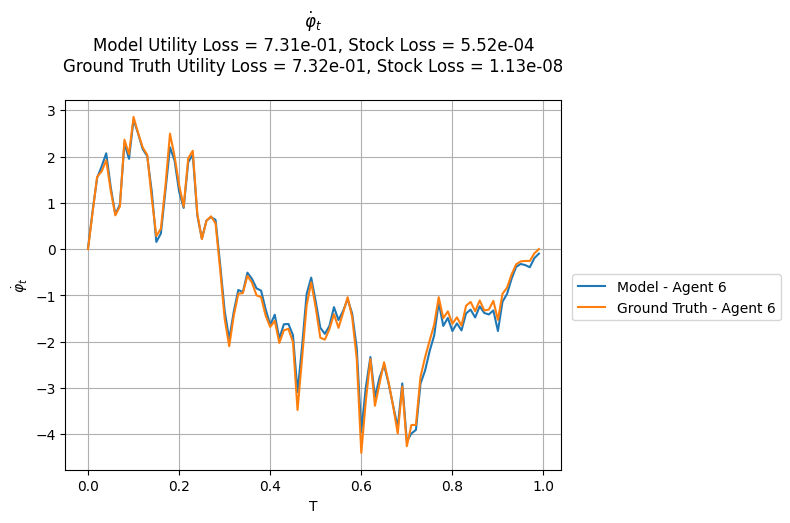 φ̇_t
Model Utility Loss = 7.31e-01, Stock Loss = 5.52e-04
Ground Truth Utility Loss = 7.32e-01, Stock Loss = 1.13e-08
3
2
1
0
−1
−2
−3
−4
φ̇_t
0.0 0.2 0.4 0.6 0.8 1.0
T
Model - Agent 6
Ground Truth - Agent 6